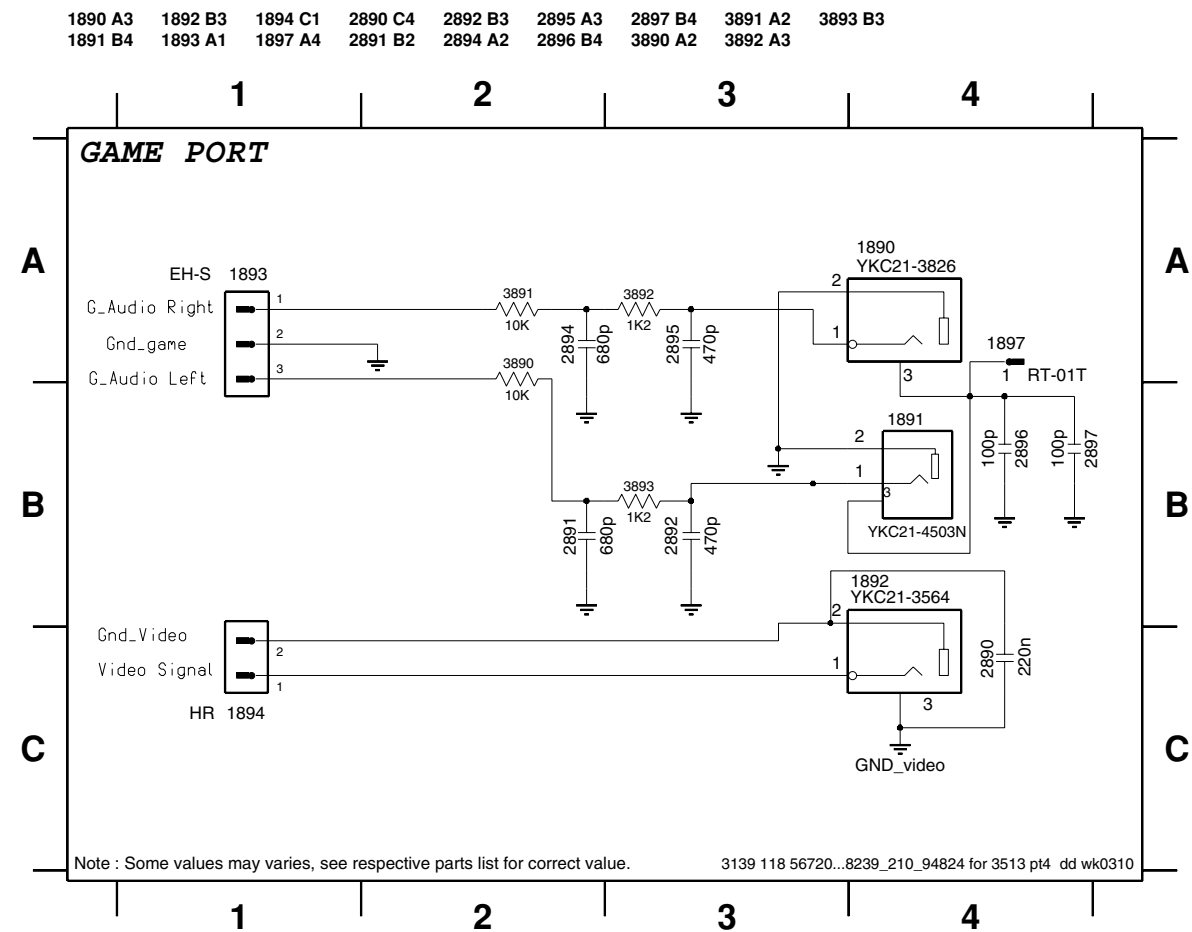 1890 A3 1892 B3 1894 C1 2890 C4 2892 B3 2895 A3 2897 B4 3891 A2 3893 B3
1891 B4 1893 A1 1897 A4 2891 B2 2894 A2 2896 B4 3890 A2 3892 A3
1 2 3 4
GAME PORT
A A
1890
YKC21-3826
EH-S 1893
G_Audio Right 1
3891
10K
3892
1K2
2
1
Gnd_game 2
2894
680p
2895
470p
1897
1 RT-01T
3
G_Audio Left 3
3890
10K
1891
2
1
3
YKC21-4503N
100p
2896
100p
2897
B B
3893
1K2
2891
680p
2892
470p
1892
YKC21-3564
2
1
3
2890
220n
Gnd_Video 2
Video Signal 1
HR 1894
C C
GND_video
Note : Some values may varies, see respective parts list for correct value. 3139 118 56720...8239_210_94824 for 3513 pt4 dd wk0310
1 2 3 4